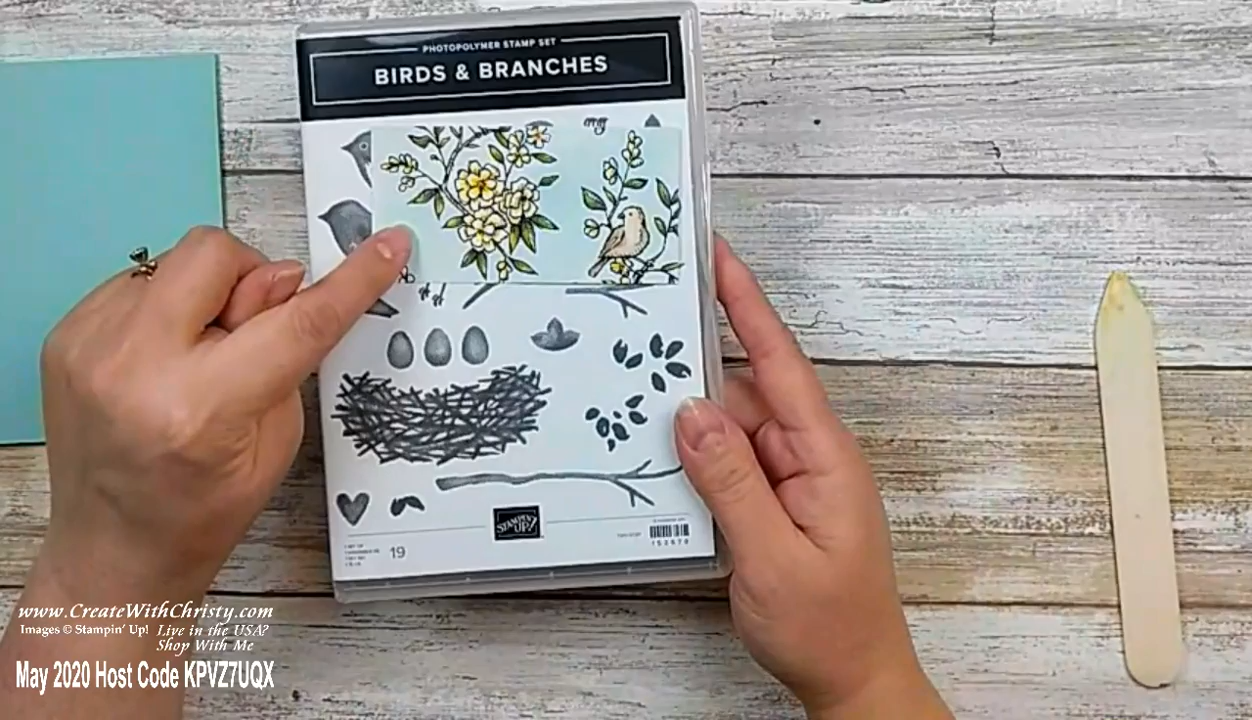 PHOTOPOLYMER STAMP SET
BIRDS & BRANCHES
STAMPIN' UP!
19
www.CreateWithChristy.com
Images © Stampin' Up! Live in the USA?
Shop With Me
May 2020 Host Code KPVZ7UQX